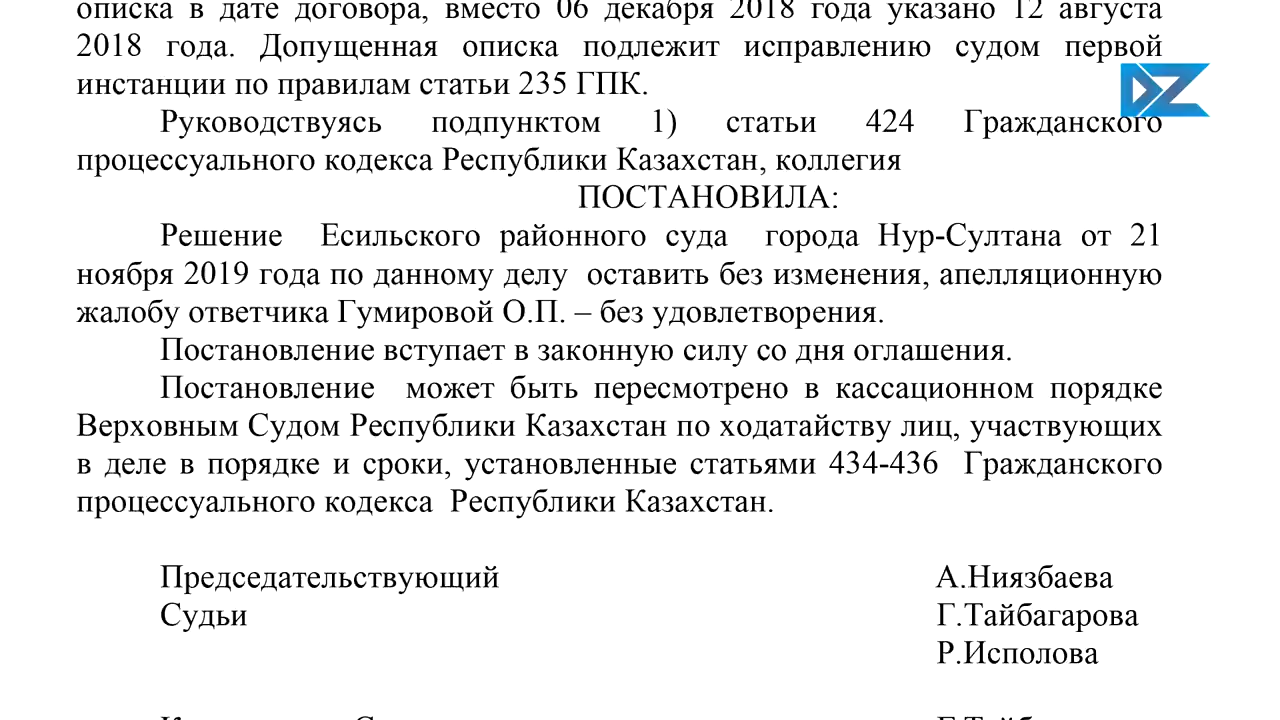 описка в дате договора, вместо 06 декабря 2018 года указано 12 августа
2018 года. Допущенная описка подлежит исправлению судом первой
инстанции по правилам статьи 235 ГПК.
DZ
Руководствуясь подпунктом 1) статьи 424 Гражданского
процессуального кодекса Республики Казахстан, коллегия
ПОСТАНОВИЛА:
Решение Есильского районного суда города Нур-Султана от 21
ноября 2019 года по данному делу оставить без изменения, апелляционную
жалобу ответчика Гумировой О.П. – без удовлетворения.
Постановление вступает в законную силу со дня оглашения.
Постановление может быть пересмотрено в кассационном порядке
Верховным Судом Республики Казахстан по ходатайству лиц, участвующих
в деле в порядке и сроки, установленные статьями 434-436 Гражданского
процессуального кодекса Республики Казахстан.
Председательствующий А.Ниязбаева
Судьи Г.Тайбагарова
Р.Исполова